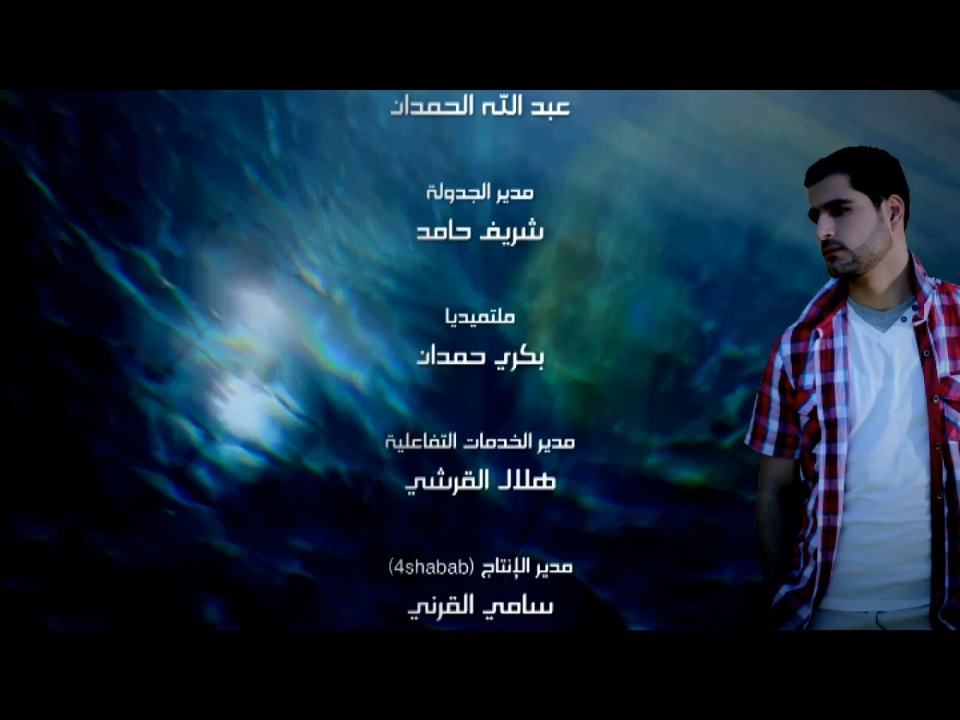 عبد الله الحمدان
مدير الجدولة
شريف حامد
ملتميديا
بكري حمدان
مدير الخدمات التفاعلية
هلال القرشي
مدير الإنتاج (4shabab)
سامي القرني